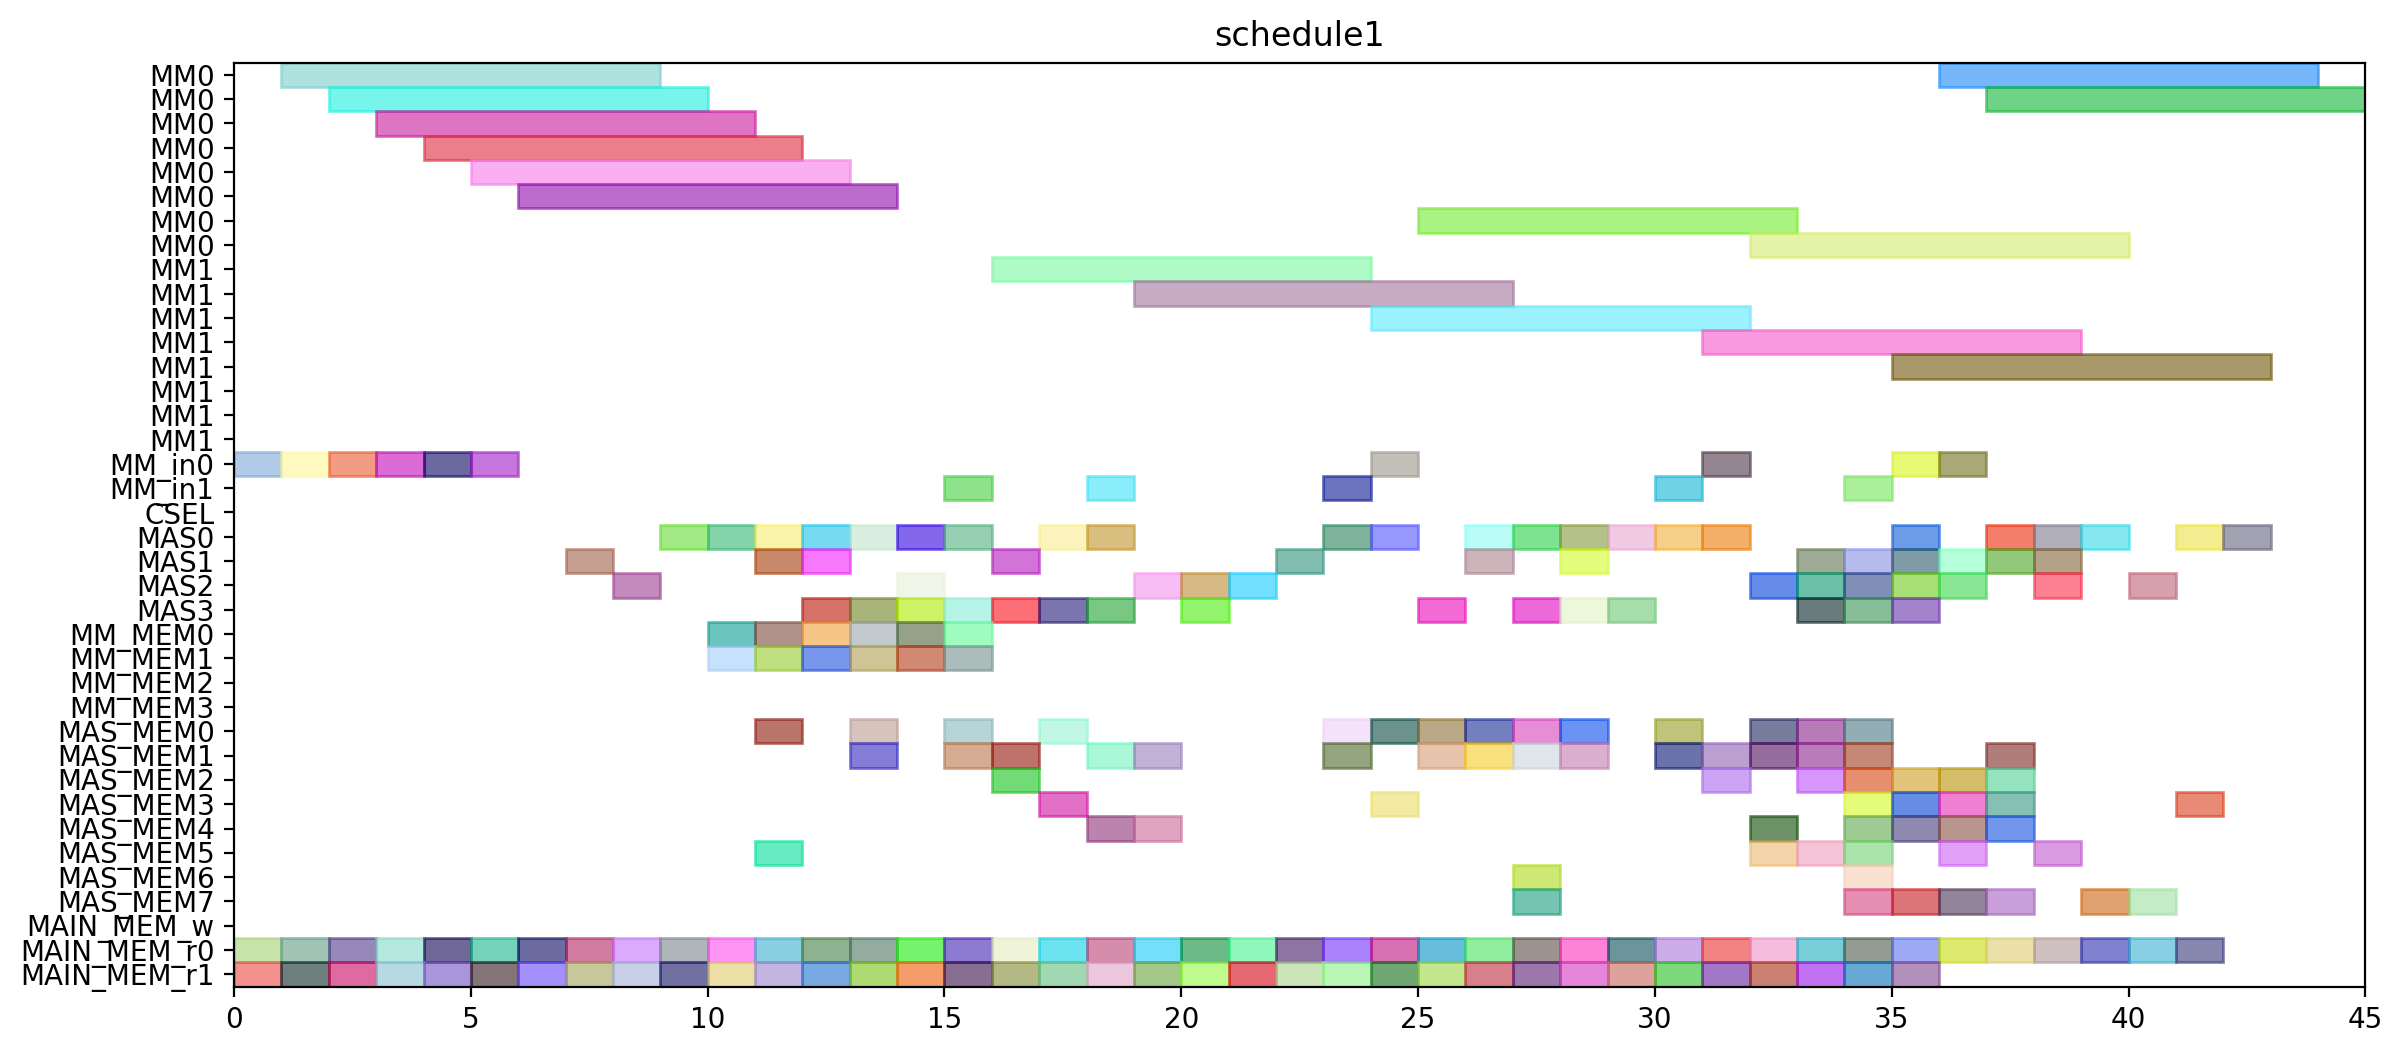 schedule1
MM0
MM0
MM0
MM0
MM0
MM0
MM0
MM0
MM1
MM1
MM1
MM1
MM1
MM1
MM1
MM1
MM_in0
MM_in1
CSEL
MAS0
MAS1
MAS2
MAS3
MM_MEM0
MM_MEM1
MM_MEM2
MM_MEM3
MAS_MEM0
MAS_MEM1
MAS_MEM2
MAS_MEM3
MAS_MEM4
MAS_MEM5
MAS_MEM6
MAS_MEM7
MAIN_MEM_w
MAIN_MEM_r0
MAIN_MEM_r1
0 5 10 15 20 25 30 35 40 45